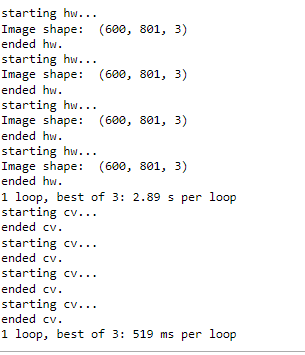 starting hw...
Image shape:  (600, 801, 3)
ended hw.
starting hw...
Image shape:  (600, 801, 3)
ended hw.
starting hw...
Image shape:  (600, 801, 3)
ended hw.
starting hw...
Image shape:  (600, 801, 3)
ended hw.
1 loop, best of 3: 2.89 s per loop
starting cv...
ended cv.
starting cv...
ended cv.
starting cv...
ended cv.
starting cv...
ended cv.
1 loop, best of 3: 519 ms per loop